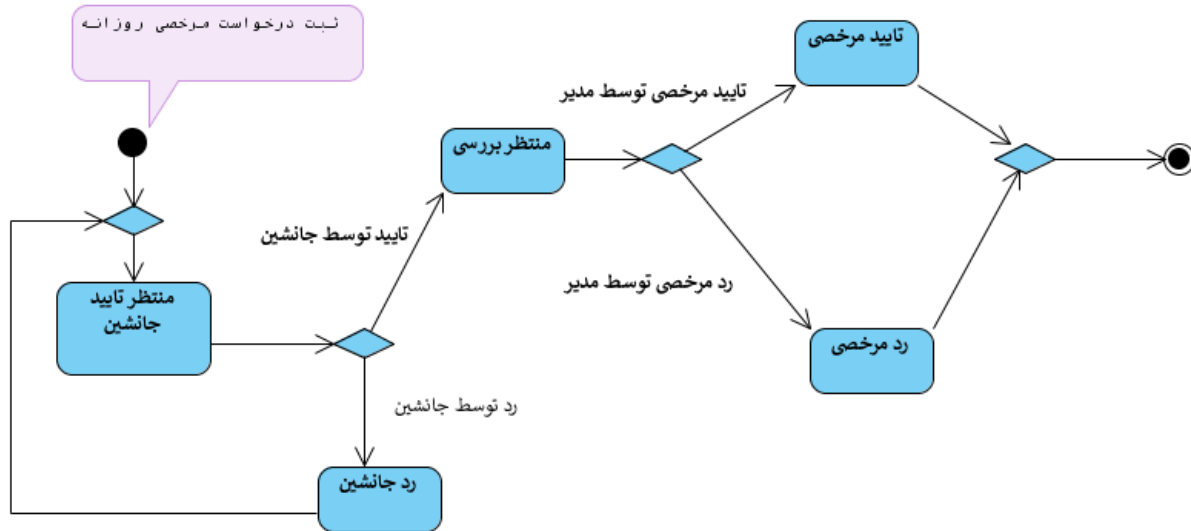 ثبت درخواست مرخصی روزانه
تایید مرخصی
تایید مرخصی توسط مدیر
منتظر بررسی
تایید توسط جانشین
رد مرخصی توسط مدیر
منتظر تایید
جانشین
رد مرخصی
رد توسط جانشین
رد جانشین